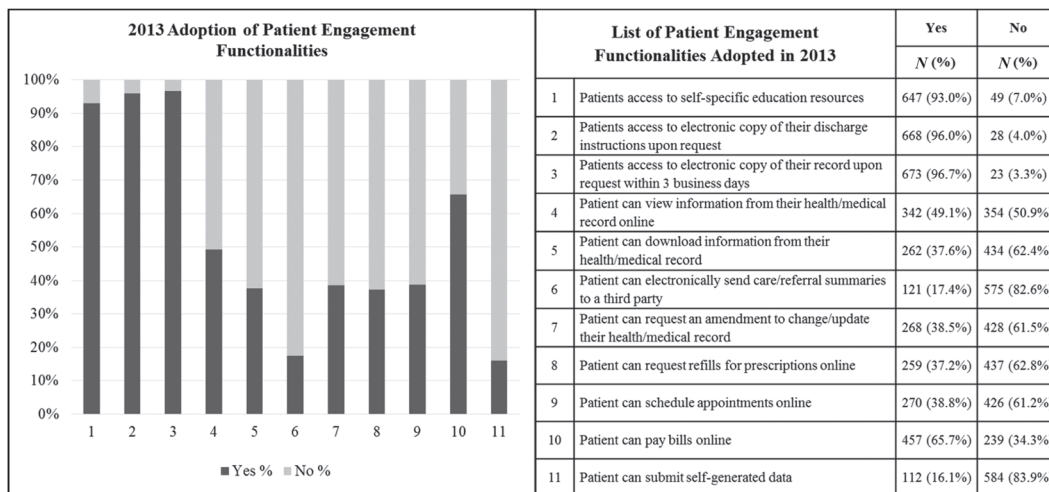 2013 Adoption of Patient Engagement
Functionalities
100%
90%
80%
70%
60%
50%
40%
30%
20%
10%
0%
1 2 3 4 5 6 7 8 9 10 11
Yes % No %
List of Patient Engagement
Functionalities Adopted in 2013
Yes No
N (%) N (%)
1 Patients access to self-specific education resources 647 (93.0%) 49 (7.0%)
2 Patients access to electronic copy of their discharge
instructions upon request 668 (96.0%) 28 (4.0%)
3 Patients access to electronic copy of their record upon
request within 3 business days 673 (96.7%) 23 (3.3%)
4 Patient can view information from their health/medical
record online 342 (49.1%) 354 (50.9%)
5 Patient can download information from their
health/medical record 262 (37.6%) 434 (62.4%)
6 Patient can electronically send care/referral summaries
to a third party 121 (17.4%) 575 (82.6%)
7 Patient can request an amendment to change/update
their health/medical record 268 (38.5%) 428 (61.5%)
8 Patient can request refills for prescriptions online 259 (37.2%) 437 (62.8%)
9 Patient can schedule appointments online 270 (38.8%) 426 (61.2%)
10 Patient can pay bills online 457 (65.7%) 239 (34.3%)
11 Patient can submit self-generated data 112 (16.1%) 584 (83.9%)